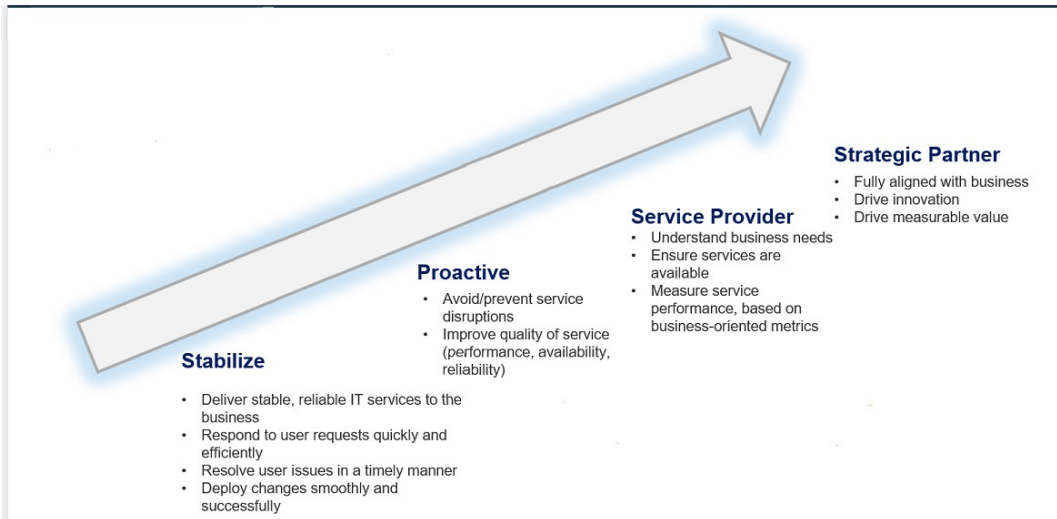 Strategic Partner
• Fully aligned with business
• Drive innovation
• Drive measurable value
Service Provider
• Understand business needs
• Ensure services are
available
• Measure service
performance, based on
business-oriented metrics
Proactive
• Avoid/prevent service
disruptions
• Improve quality of service
(performance, availability,
reliability)
Stabilize
• Deliver stable, reliable IT services to the
business
• Respond to user requests quickly and
efficiently
• Resolve user issues in a timely manner
• Deploy changes smoothly and
successfully